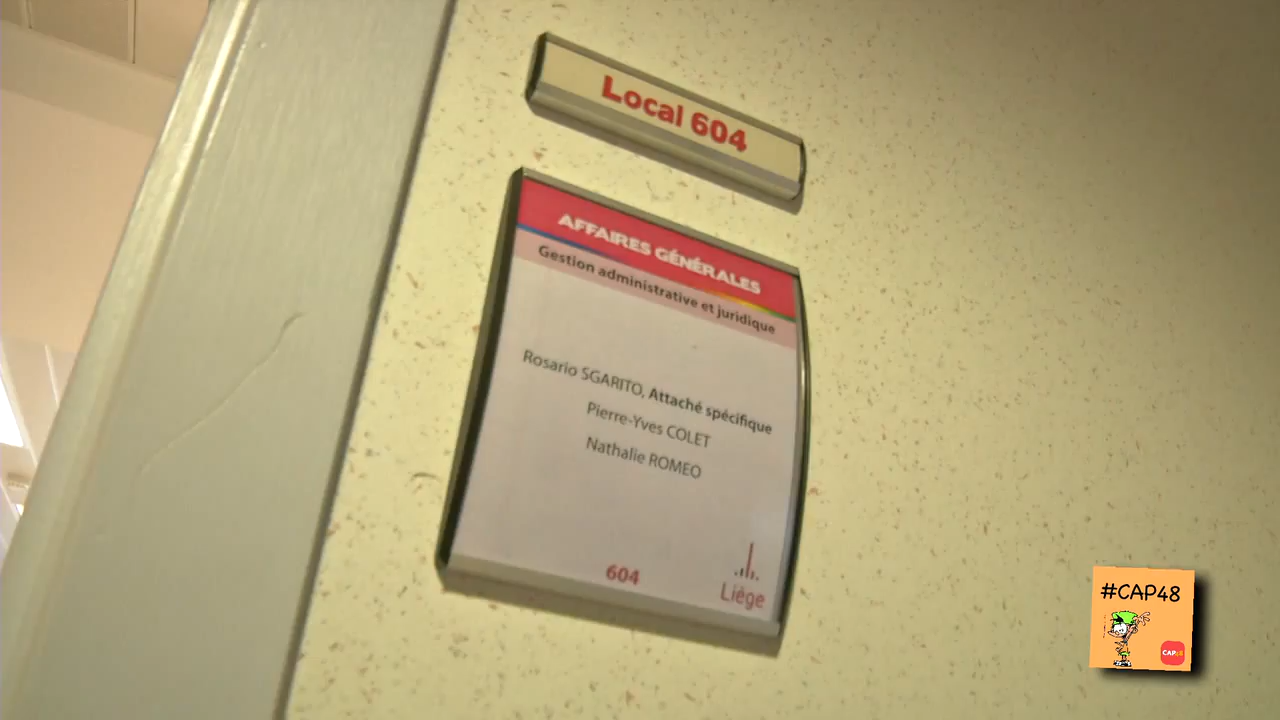 Local 604
AFFAIRES GÉNÉRALES
Gestion administrative et juridique
Rosario SGARITO, Attaché spécifique
Pierre-Yves COLET
Nathalie ROMEO
604
Liège
#CAP48
CAP48